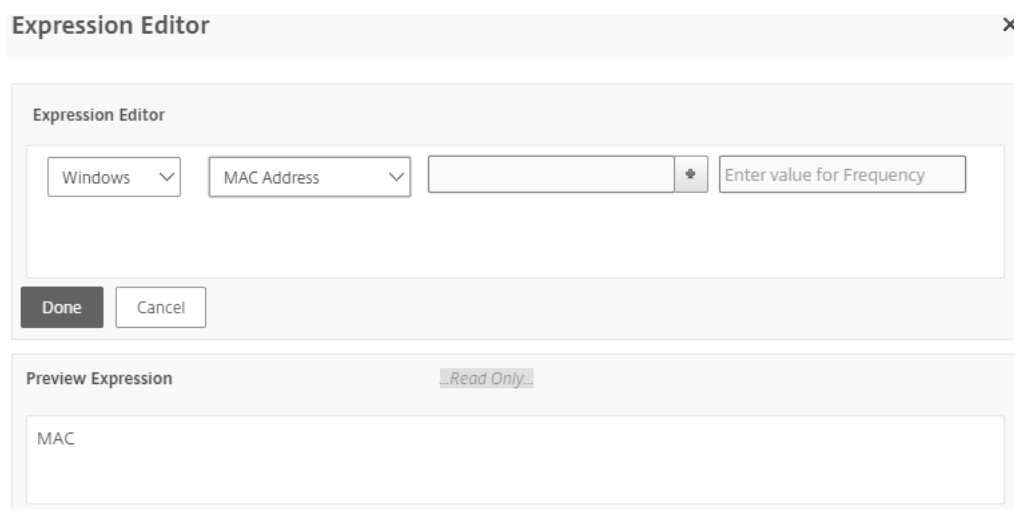 Expression Editor
Expression Editor
Windows MAC Address Enter value for Frequency
Done Cancel
Preview Expression ...Read Only...
MAC